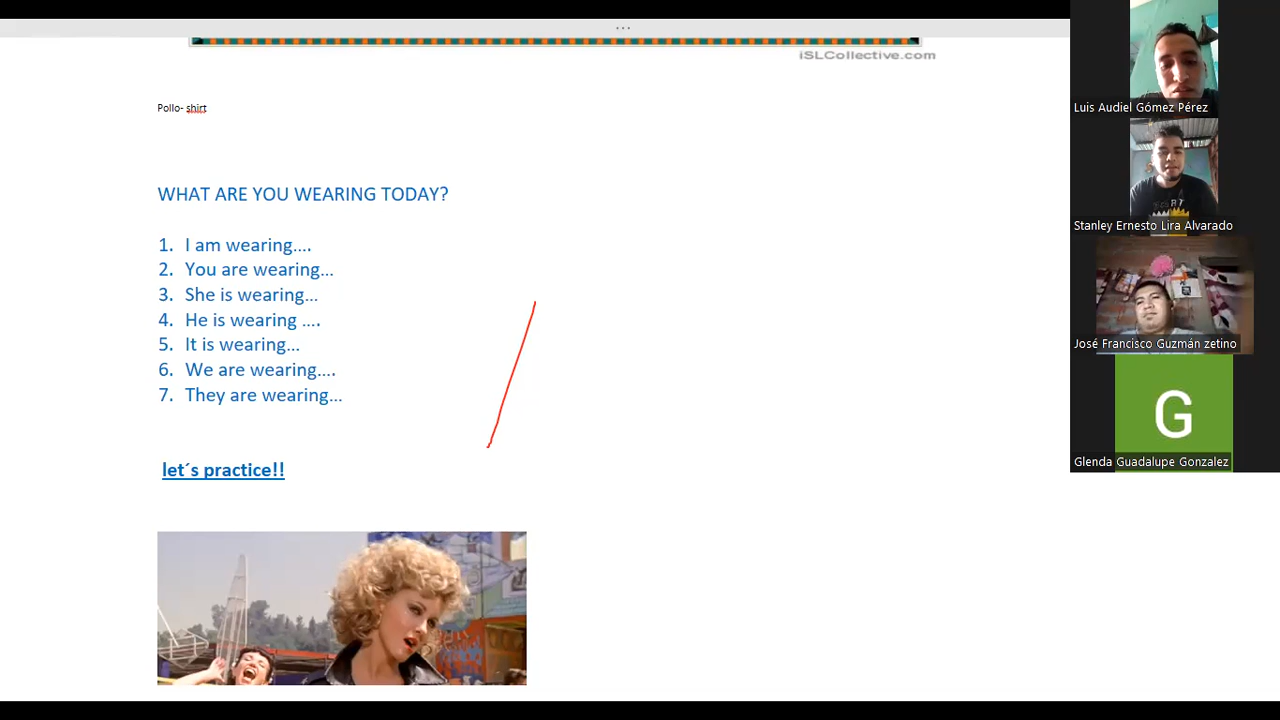 iSLCollective.com
Pollo- shirt
WHAT ARE YOU WEARING TODAY?
1. I am wearing....
2. You are wearing...
3. She is wearing...
4. He is wearing ....
5. It is wearing...
6. We are wearing....
7. They are wearing...
let´s practice!!
Luis Audiel Gómez Pérez
Stanley Ernesto Lira Alvarado
José Francisco Guzmán zetino
G
Glenda Guadalupe Gonzalez